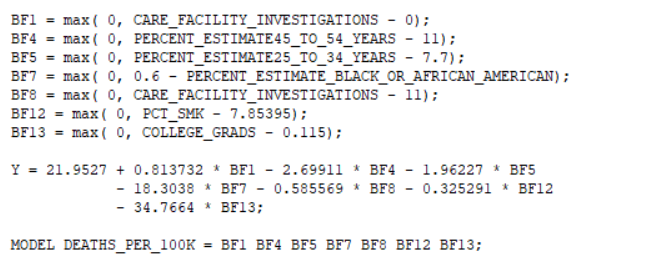 BF1 = max( 0, CARE_FACILITY_INVESTIGATIONS - 0);
BF4 = max( 0, PERCENT_ESTIMATE45_TO_54_YEARS - 11);
BF5 = max( 0, PERCENT_ESTIMATE25_TO_34_YEARS - 7.7);
BF7 = max( 0, 0.6 - PERCENT_ESTIMATE_BLACK_OR_AFRICAN_AMERICAN);
BF8 = max( 0, CARE_FACILITY_INVESTIGATIONS - 11);
BF12 = max( 0, PCT_SMK - 7.85395);
BF13 = max( 0, COLLEGE_GRADS - 0.115);
Y = 21.9527 + 0.813732 * BF1 - 2.69911 * BF4 - 1.96227 * BF5
- 18.3038 * BF7 - 0.585569 * BF8 - 0.325291 * BF12
- 34.7664 * BF13;
MODEL DEATHS_PER_100K = BF1 BF4 BF5 BF7 BF8 BF12 BF13;